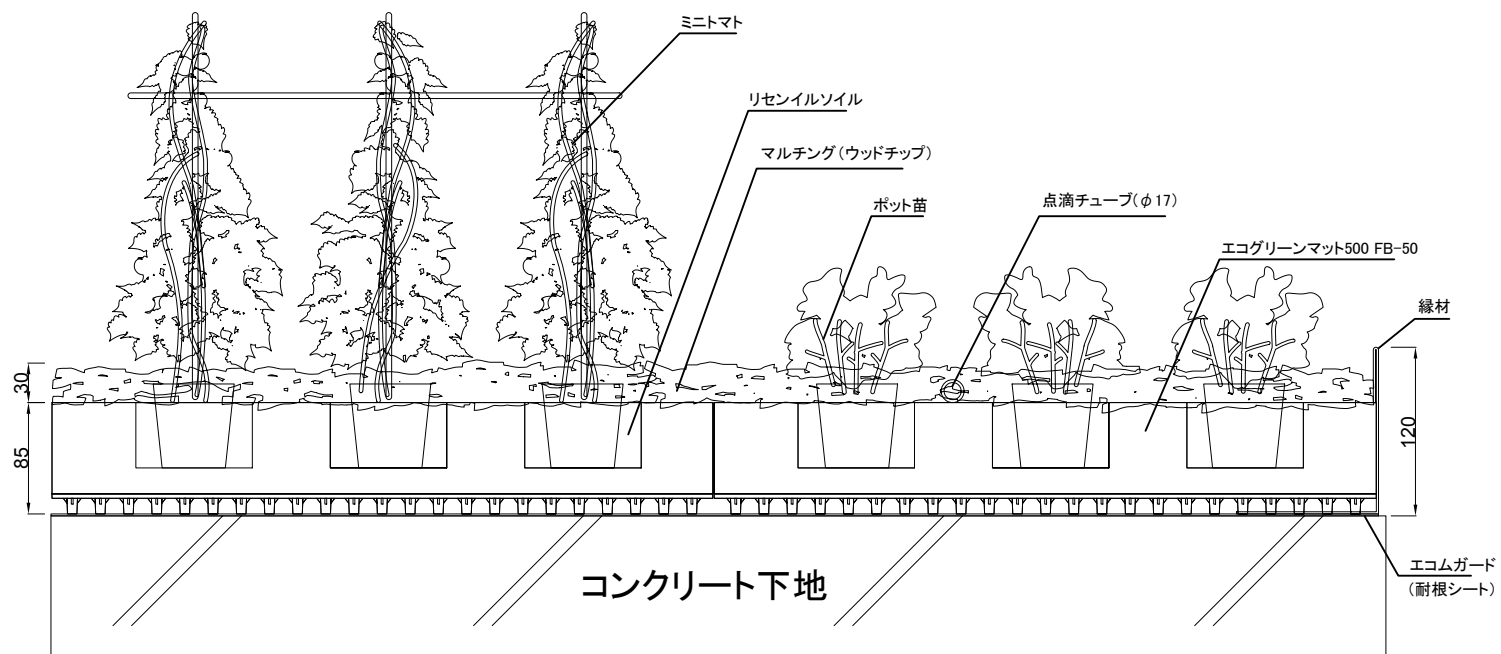 ミニトマト
リセンイルソイル
マルチング(ウッドチップ)
ポット苗
点滴チューブ(φ17)
エコグリーンマット500 FB-50
縁材
30
85
120
コンクリート下地
エコムガード
(耐根シート)